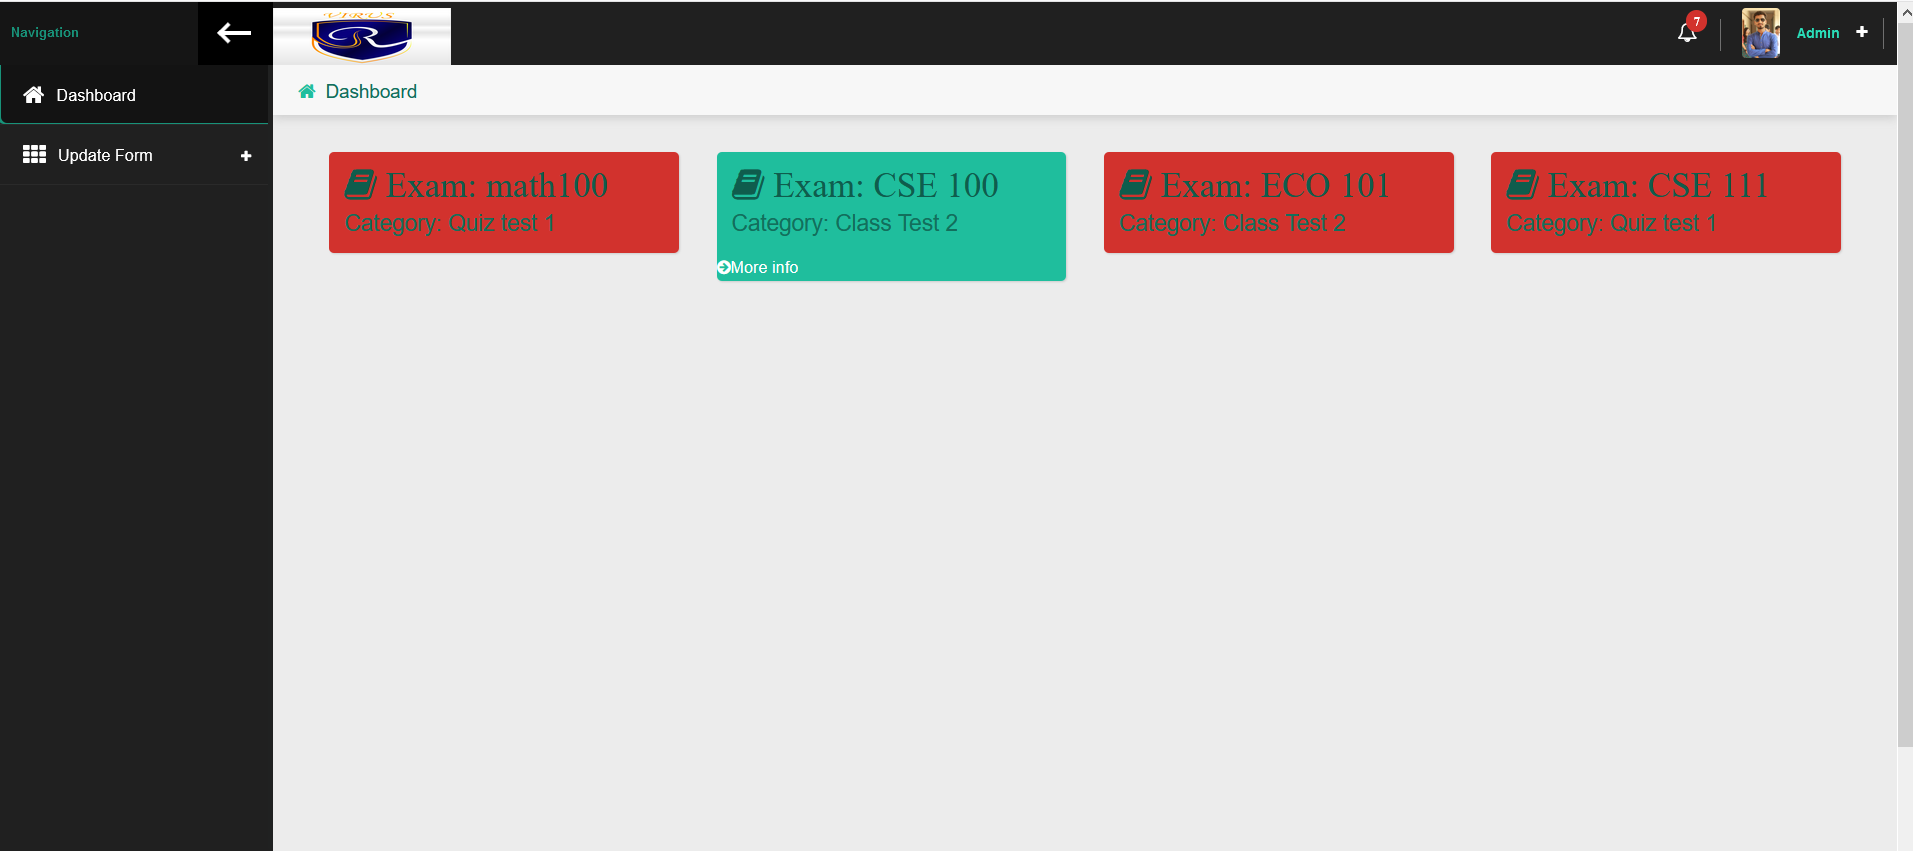 Navigation
VIRUS
7
Admin
Dashboard
Update Form
Dashboard
Exam: math100
Category: Quiz test 1
Exam: CSE 100
Category: Class Test 2
More info
Exam: ECO 101
Category: Class Test 2
Exam: CSE 111
Category: Quiz test 1